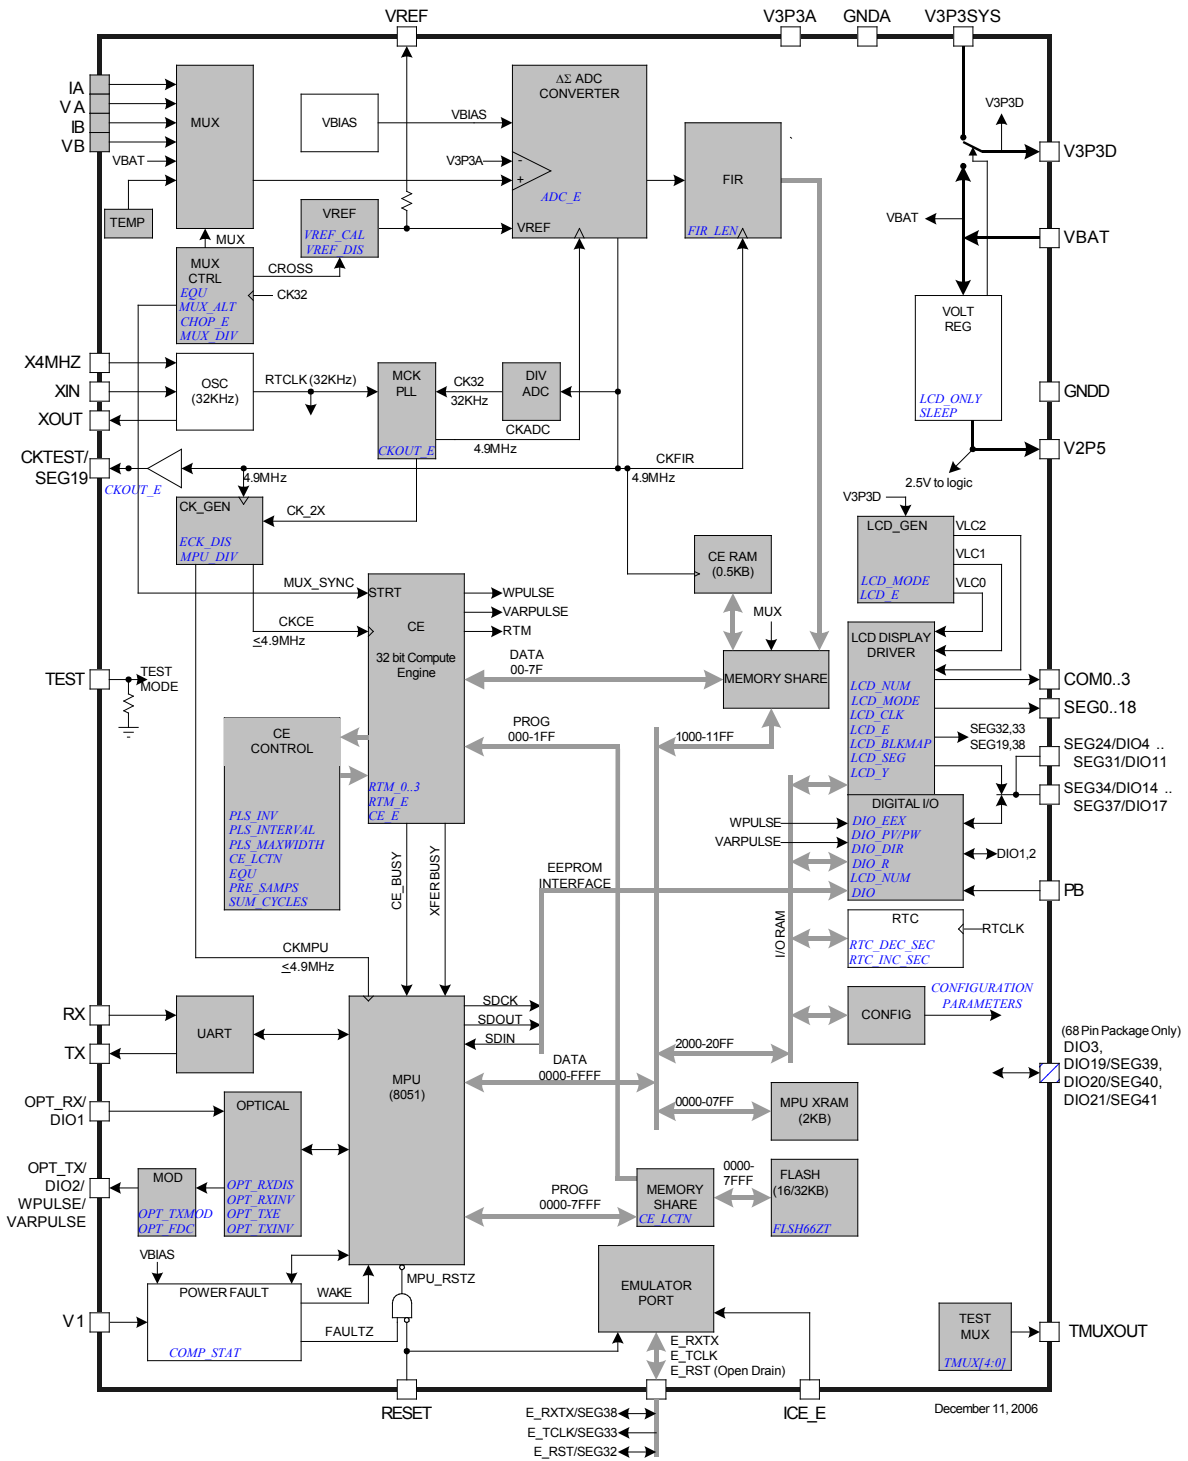 VREF
V3P3A
GNDA
V3P3SYS
IA
VA
IB
VB
VBAT
TEMP
MUX
VBIAS
VBIAS
V3P3A
ΔΣ ADC
CONVERTER
-
+
ADC_E
VREF
FIR
FIR_LEN
V3P3D
V3P3D
VBAT
VBAT
VREF
VREF_CAL
VREF_DIS
MUX
MUX
CTRL
EQU
MUX_ALT
CHOP_E
MUX_DIV
CROSS
CK32
VOLT
REG
LCD_ONLY
SLEEP
X4MHZ
XIN
XOUT
OSC
(32KHz)
RTCLK (32KHz)
MCK
PLL
CKOUT_E
CK32
32KHz
DIV
ADC
CKADC
4.9MHz
GNDD
V2P5
2.5V to logic
CKTEST/
SEG19
CKOUT_E
4.9MHz
CKFIR
4.9MHz
CK_GEN
ECK_DIS
MPU_DIV
CK_2X
V3P3D
LCD_GEN
LCD_MODE
LCD_E
VLC2
VLC1
VLC0
CE RAM
(0.5KB)
MUX_SYNC
STRT
CKCE
<4.9MHz
CE
32 bit Compute
Engine
RTM_0..3
RTM_E
CE_E
WPULSE
VARPULSE
RTM
DATA
00-7F
MUX
MEMORY SHARE
LCD DISPLAY
DRIVER
LCD_NUM
LCD_MODE
LCD_CLK
LCD_E
LCD_BLKMAP
LCD_SEG
LCD_Y
COM0..3
SEG0..18
SEG32,33
SEG19,38
SEG24/DIO4 ..
SEG31/DIO11
SEG34/DIO14 ..
SEG37/DIO17
TEST
TEST
MODE
CE
CONTROL
PLS_INV
PLS_INTERVAL
PLS_MAXWIDTH
CE_LCTN
EQU
PRE_SAMPS
SUM_CYCLES
PROG
000-1FF
1000-11FF
DIGITAL I/O
DIO_EEX
DIO_PV/PW
DIO_DIR
DIO_R
LCD_NUM
DIO
WPULSE
VARPULSE
DIO1,2
PB
EEPROM
INTERFACE
CE_BUSY
XFER BUSY
I/O RAM
RTC
RTC_DEC_SEC
RTC_INC_SEC
RTCLK
CKMPU
<4.9MHz
CONFIG
CONFIGURATION
PARAMETERS
RX
TX
UART
SDCK
SDOUT
SDIN
MPU
(8051)
DATA
0000-FFFF
2000-20FF
0000-07FF
MPU XRAM
(2KB)
(68 Pin Package Only)
DIO3,
DIO19/SEG39,
DIO20/SEG40,
DIO21/SEG41
OPT_RX/
DIO1
OPTICAL
OPT_RXDIS
OPT_RXINV
OPT_TXE
OPT_TXINV
OPT_TX/
DIO2/
WPULSE/
VARPULSE
MOD
OPT_TXMOD
OPT_FDC
PROG
0000-7FFF
MEMORY
SHARE
CE_LCTN
0000-
7FFF
FLASH
(16/32KB)
FLSH66ZT
VBIAS
V1
POWER FAULT
COMP_STAT
WAKE
FAULTZ
MPU_RSTZ
EMULATOR
PORT
E_RXTX
E_TCLK
E_RST (Open Drain)
TEST
MUX
TMUX[4:0]
TMUXOUT
RESET
ICE_E
December 11, 2006
E_RXTX/SEG38
E_TCLK/SEG33
E_RST/SEG32